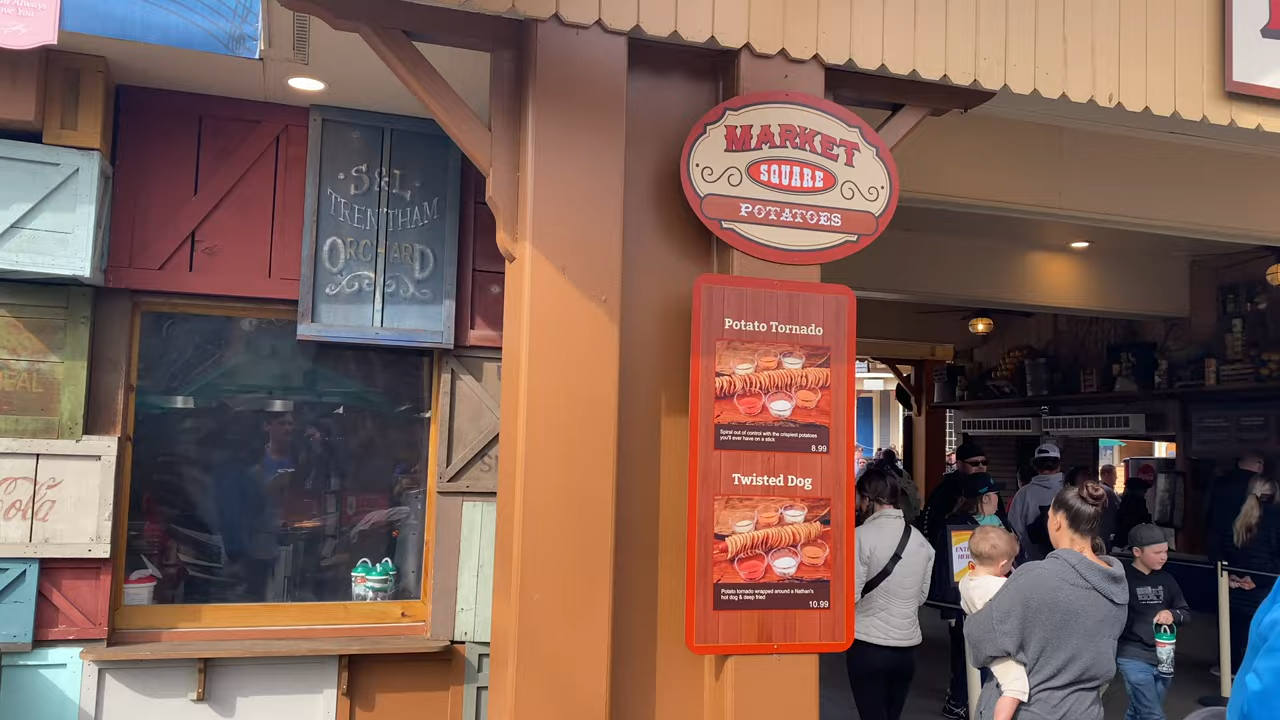 S&L
TRENTHAM
ORCHARD
Cola
MARKET
SQUARE
POTATOES
Potato Tornado
Spiral out of control with the crispiest potatoes
you'll ever have on a stick
8.99
Twisted Dog
Potato tornado wrapped around a Nathan's
hot dog & deep fried
10.99